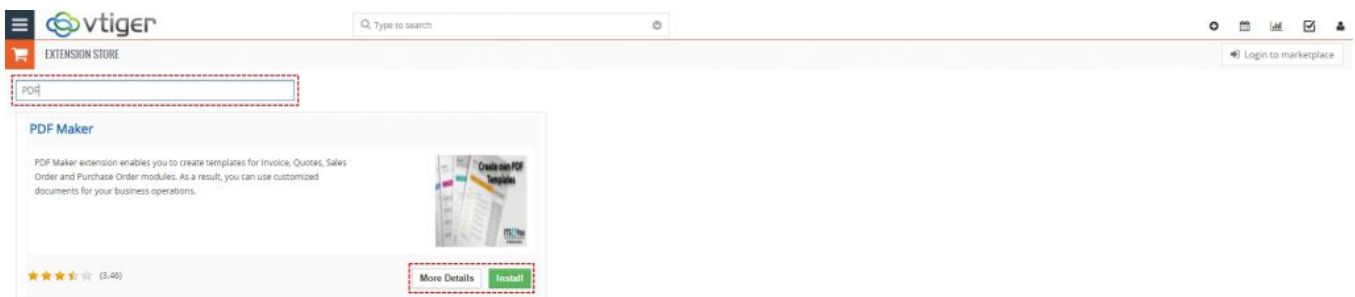 vtiger
Type to search
EXTENSION STORE
Login to marketplace
PDF
PDF Maker
PDF Maker extension enables you to create templates for Invoice, Quotes, Sales
Order and Purchase Order modules. As a result, you can use customized
documents for your business operations.
Create own PDF
Templates
(3.46)
More Details
Install